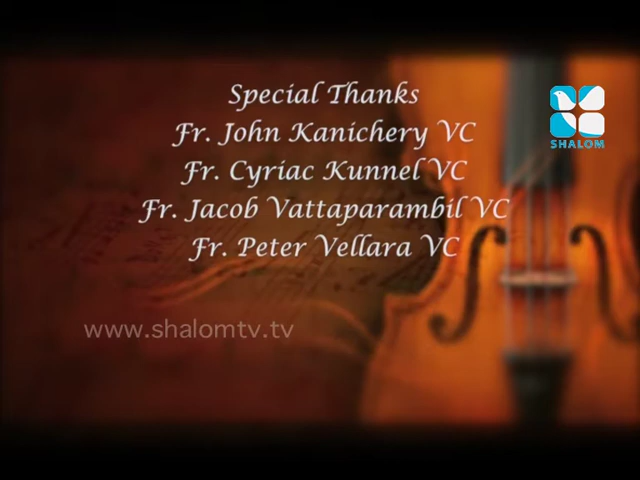 Special Thanks
Fr. John Kanichery VC
Fr. Cyriac Kunnel VC
Fr. Jacob Vattaparambil VC
Fr. Peter Vellara VC
SHALOM
www.shalomtv.tv